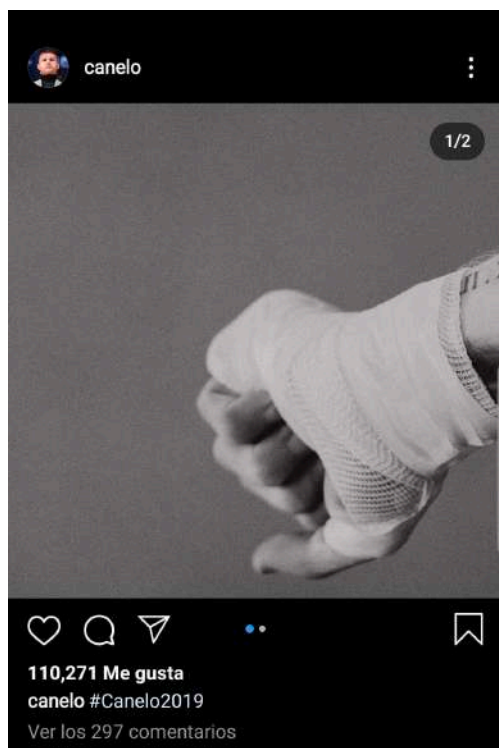 canelo
1/2
110,271 Me gusta
canelo #Canelo2019
Ver los 297 comentarios